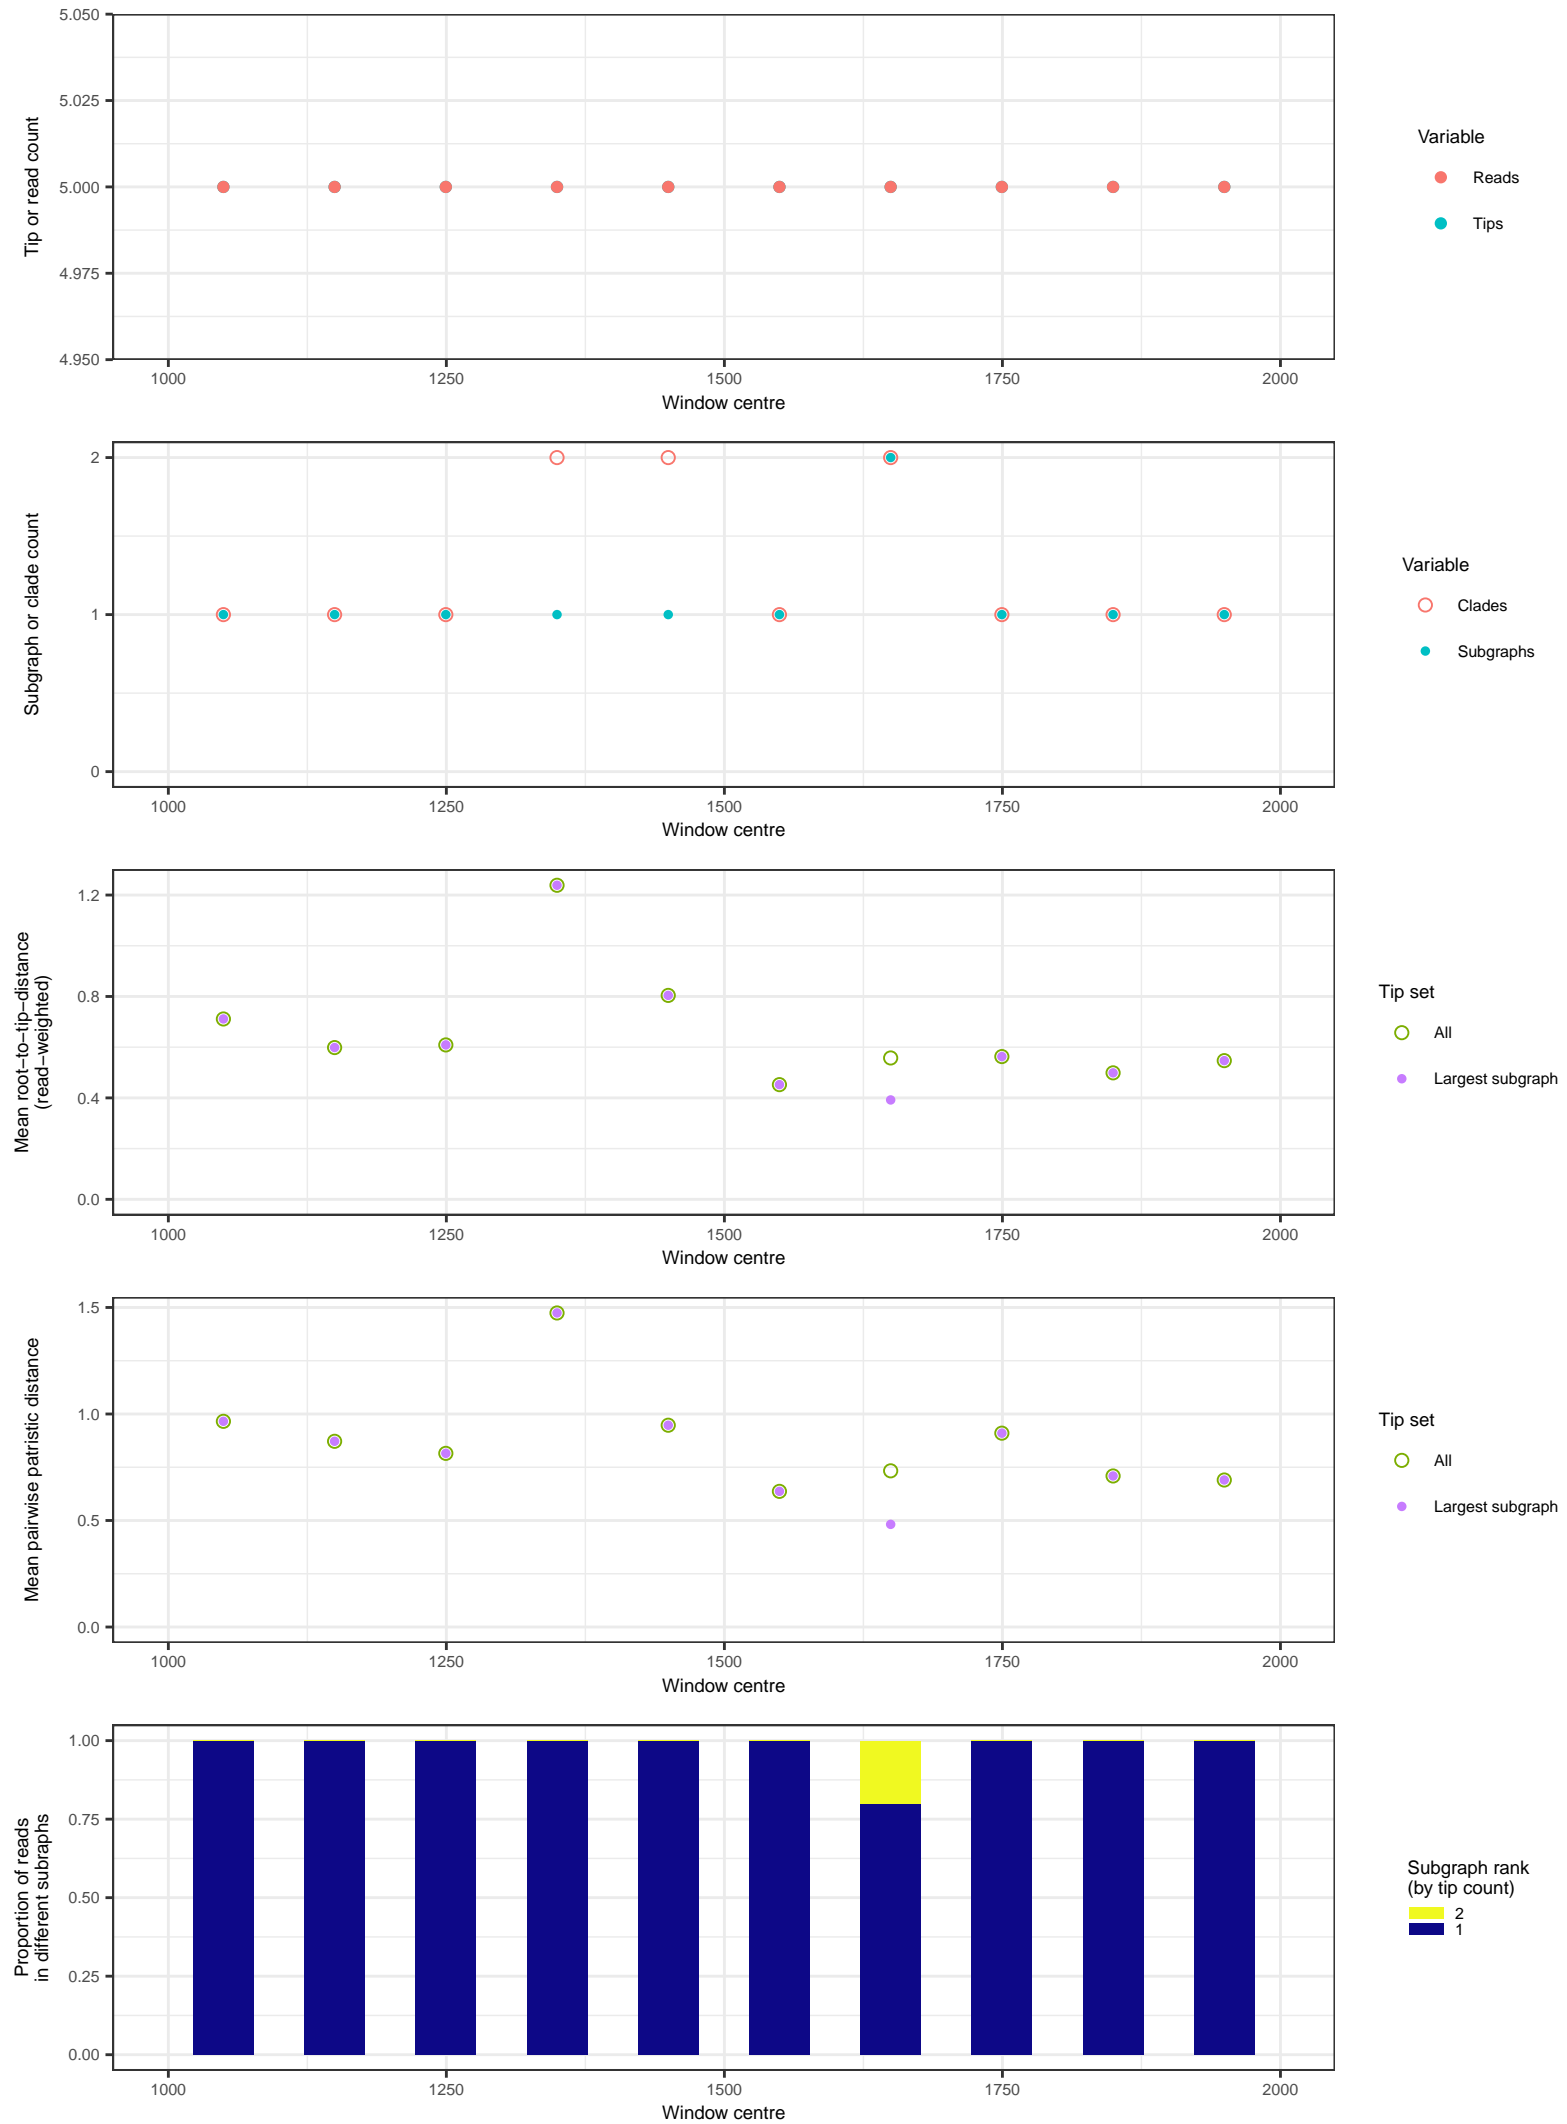 5.050
5.025
5.000
4.975
4.950
Tip or read count
1000 1250 1500 1750 2000
Window centre
Variable
Reads
Tips
2
1
0
Subgraph or clade count
1000 1250 1500 1750 2000
Window centre
Variable
Clades
Subgraphs
1.2
0.8
0.4
0.0
Mean root−to−tip−distance
(read−weighted)
1000 1250 1500 1750 2000
Window centre
Tip set
All
Largest subgraph
1.5
1.0
0.5
0.0
Mean pairwise patristic distance
1000 1250 1500 1750 2000
Window centre
Tip set
All
Largest subgraph
1.00
0.75
0.50
0.25
0.00
Proportion of reads
in different subraphs
1000 1250 1500 1750 2000
Window centre
Subgraph rank
(by tip count)
2
1